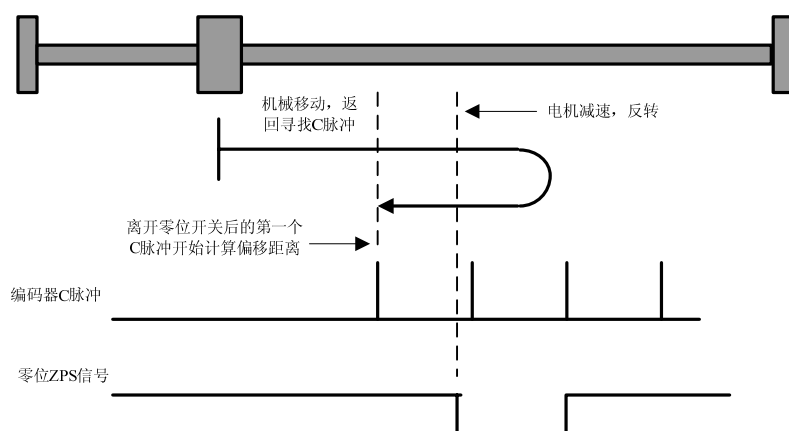 机械移动，返
回寻找C脉冲
电机减速，反转
离开零位开关后的第一个
C脉冲开始计算偏移距离
编码器C脉冲
零位ZPS信号